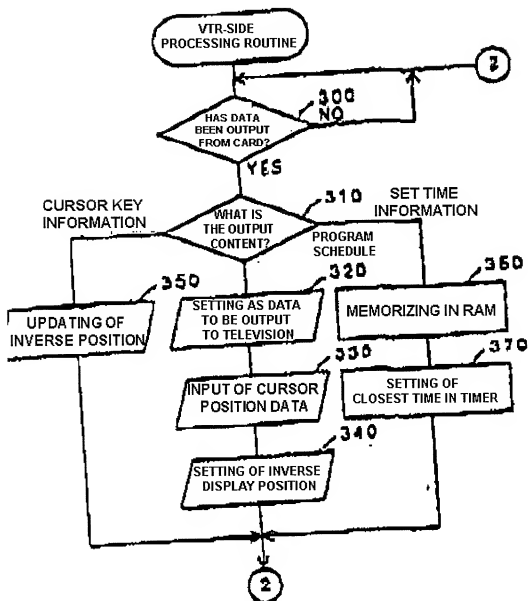 VTR-SIDE
PROCESSING ROUTINE
2
300
NO
HAS DATA
BEEN OUTPUT
FROM CARD?
YES
310
CURSOR KEY
INFORMATION
WHAT IS
THE OUTPUT
CONTENT?
SET TIME
INFORMATION
PROGRAM
SCHEDULE
350
UPDATING OF
INVERSE POSITION
320
SETTING AS DATA
TO BE OUTPUT
TO TELEVISION
360
MEMORIZING IN RAM
330
INPUT OF CURSOR
POSITION DATA
370
SETTING OF
CLOSEST TIME IN TIMER
340
SETTING OF INVERSE
DISPLAY POSITION
2